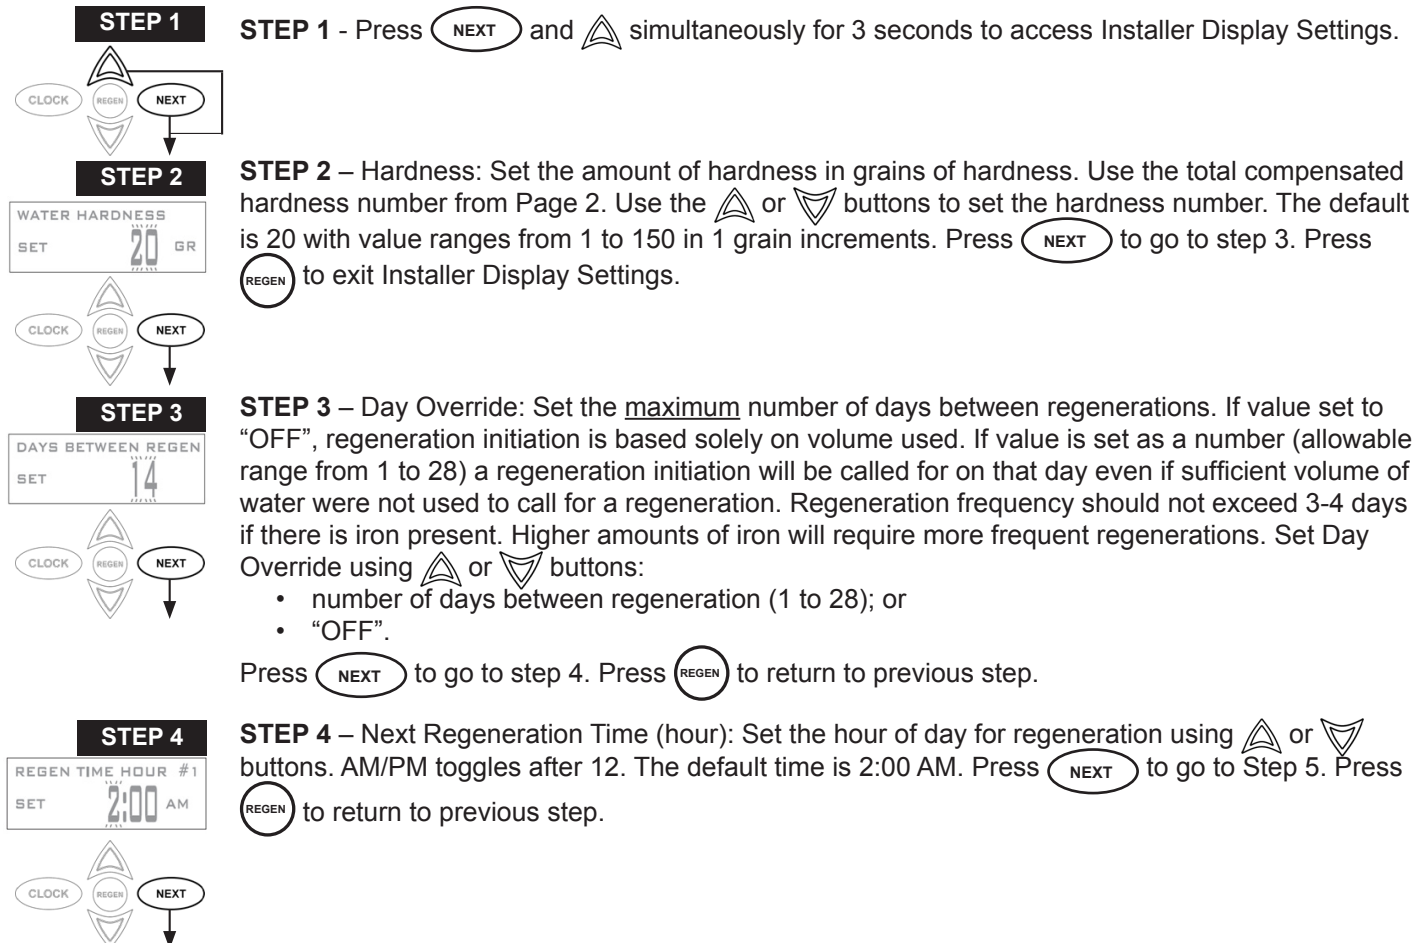 STEP 1
STEP 1 - Press NEXT and simultaneously for 3 seconds to access Installer Display Settings.
CLOCK REGEN NEXT
STEP 2
STEP 2 – Hardness: Set the amount of hardness in grains of hardness. Use the total compensated
hardness number from Page 2. Use the or buttons to set the hardness number. The default
is 20 with value ranges from 1 to 150 in 1 grain increments. Press NEXT to go to step 3. Press
REGEN to exit Installer Display Settings.
WATER HARDNESS
SET 20 GR
CLOCK REGEN NEXT
STEP 3
STEP 3 – Day Override: Set the maximum number of days between regenerations. If value set to
“OFF”, regeneration initiation is based solely on volume used. If value is set as a number (allowable
range from 1 to 28) a regeneration initiation will be called for on that day even if sufficient volume of
water were not used to call for a regeneration. Regeneration frequency should not exceed 3-4 days
if there is iron present. Higher amounts of iron will require more frequent regenerations. Set Day
Override using or buttons:
• number of days between regeneration (1 to 28); or
• “OFF”.
Press NEXT to go to step 4. Press REGEN to return to previous step.
DAYS BETWEEN REGEN
SET 14
CLOCK REGEN NEXT
STEP 4
STEP 4 – Next Regeneration Time (hour): Set the hour of day for regeneration using or
buttons. AM/PM toggles after 12. The default time is 2:00 AM. Press NEXT to go to Step 5. Press
REGEN to return to previous step.
REGEN TIME HOUR #1
SET 2:00 AM
CLOCK REGEN NEXT